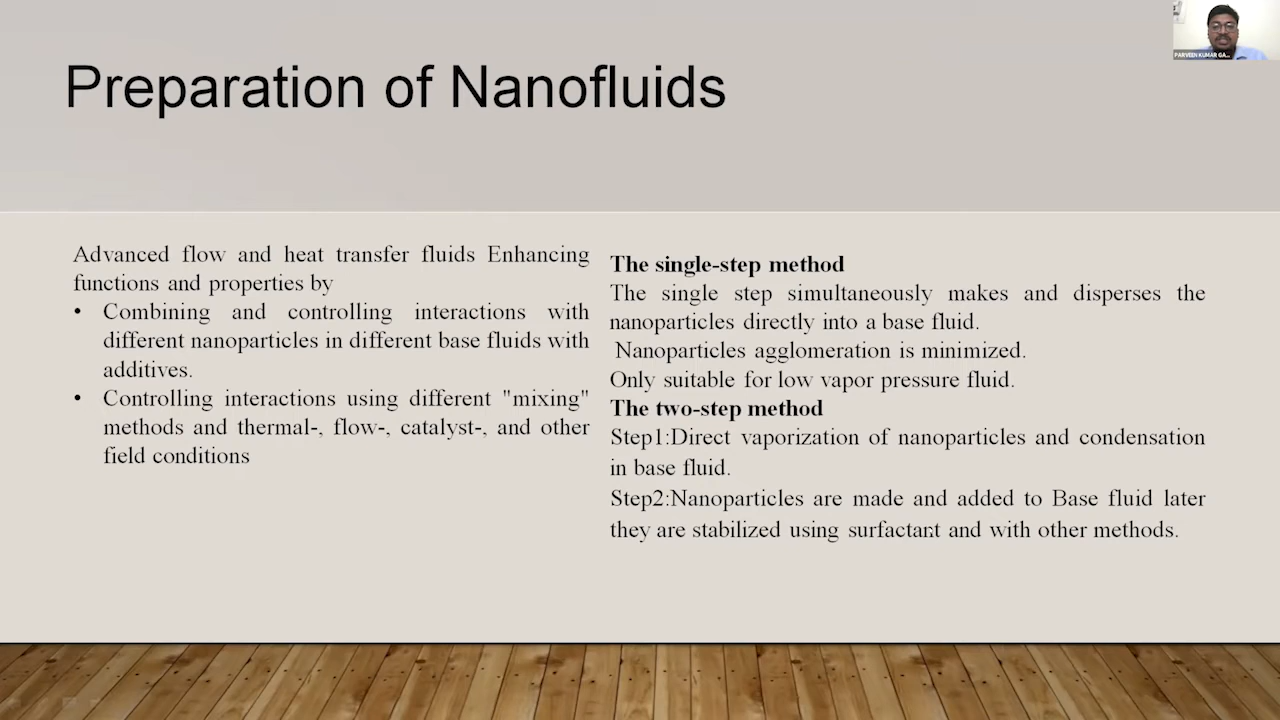 PARVEEN KUMAR GA...
Preparation of Nanofluids
Advanced flow and heat transfer fluids Enhancing
functions and properties by
• Combining and controlling interactions with
different nanoparticles in different base fluids with
additives.
• Controlling interactions using different "mixing"
methods and thermal-, flow-, catalyst-, and other
field conditions
The single-step method
The single step simultaneously makes and disperses the
nanoparticles directly into a base fluid.
Nanoparticles agglomeration is minimized.
Only suitable for low vapor pressure fluid.
The two-step method
Step1:Direct vaporization of nanoparticles and condensation
in base fluid.
Step2:Nanoparticles are made and added to Base fluid later
they are stabilized using surfactant and with other methods.